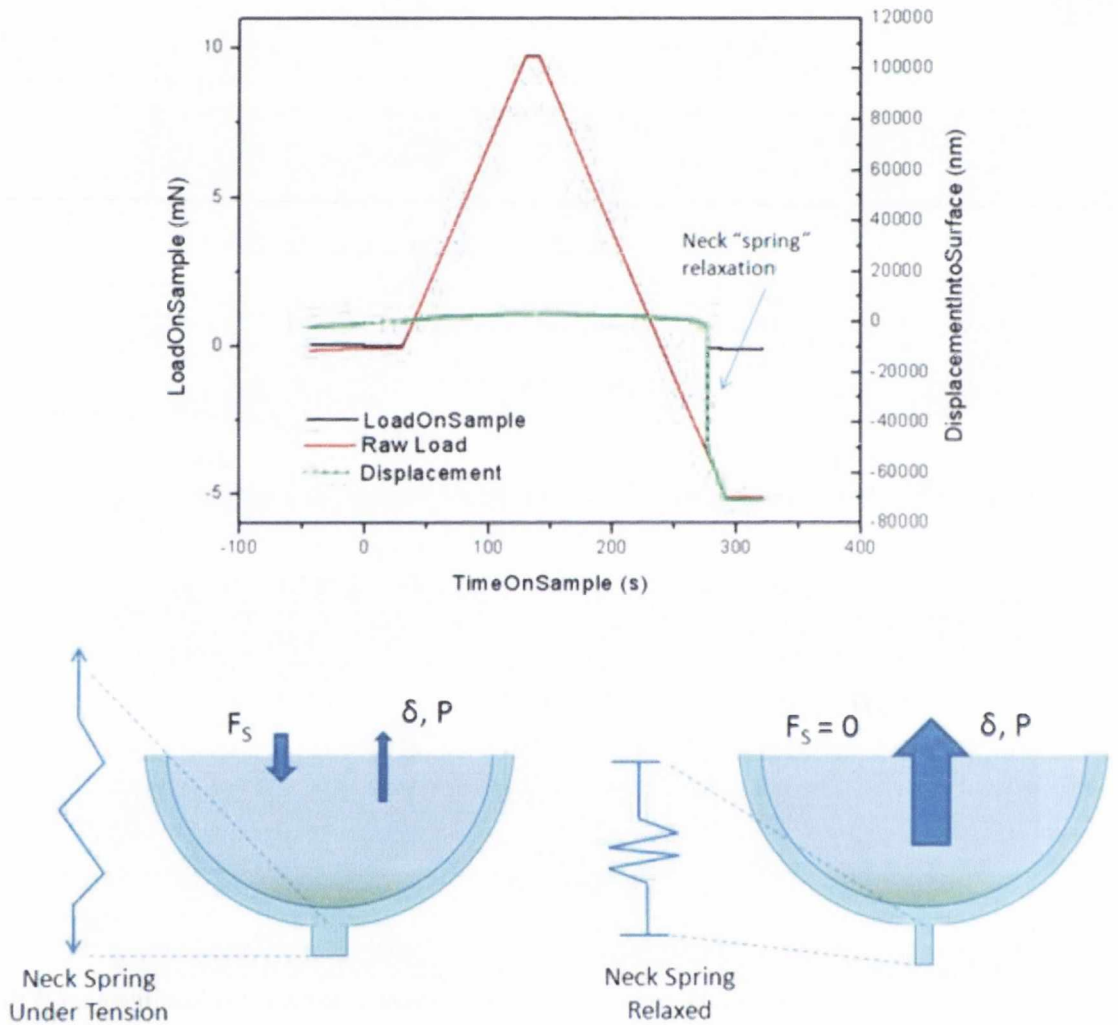 10
5
0
-5
LoadOnSample (mN)
120000
100000
80000
60000
40000
20000
0
-20000
-40000
-60000
-80000
DisplacementIntoSurface (nm)
Neck “spring”
relaxation
LoadOnSample
Raw Load
Displacement
-100
0
100
200
300
400
TimeOnSample (s)
F_S
δ, P
F_S = 0
δ, P
Neck Spring
Under Tension
Neck Spring
Relaxed